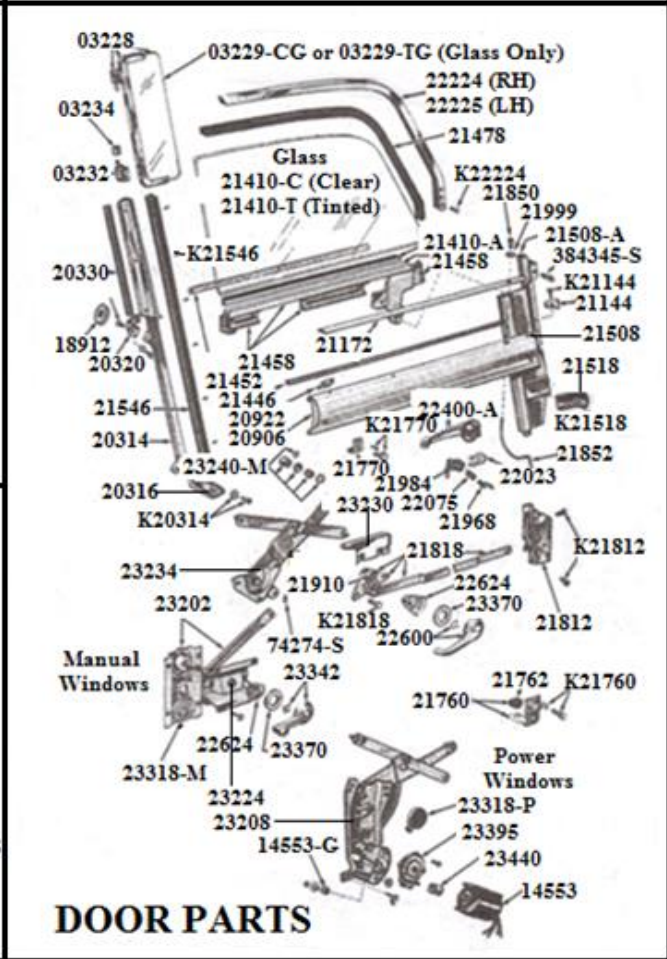 03228
03229-CG or 03229-TG (Glass Only)
22224 (RH)
22225 (LH)
03234
21478
Glass
03232
K22224
21410-C (Clear)
21850
21410-T (Tinted)
21999
21508-A
K21546
21410-A
384345-S
20330
21458
K21144
21144
18912
21508
20320
21458
21172
21518
21452
21446
22400-A
21546
20922
K21770
K21518
20314
20906
21852
23240-M
21770
22023
21984
20316
22075
23230
21968
K20314
21818
K21812
23234
21910
22624
23202
23370
K21818
21812
22600
Manual
Windows
74274-S
23342
21762
K21760
21760
22624
23370
Power
Windows
23318-M
23224
23318-P
23208
23395
14553-G
23440
14553
DOOR PARTS